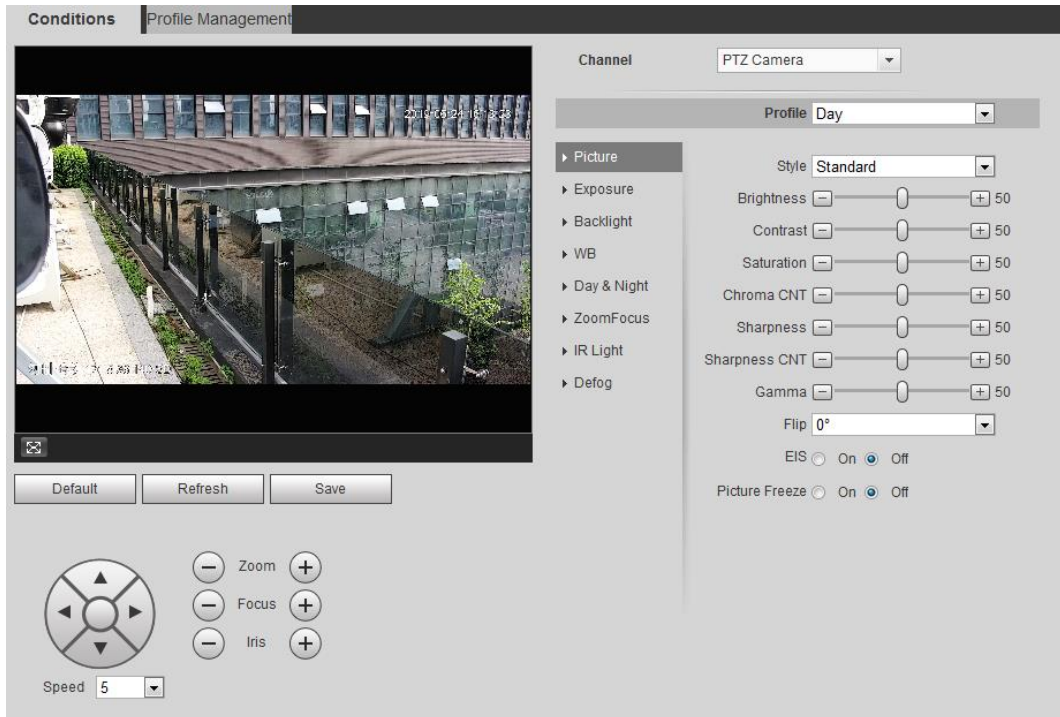 Conditions
Profile Management
Channel
PTZ Camera
Profile
Day
Picture
Exposure
Backlight
WB
Day & Night
ZoomFocus
IR Light
Defog
Style
Standard
Brightness
50
Contrast
50
Saturation
50
Chroma CNT
50
Sharpness
50
Sharpness CNT
50
Gamma
50
Flip
0°
EIS
On
Off
Picture Freeze
On
Off
Default
Refresh
Save
Zoom
Focus
Iris
Speed
5